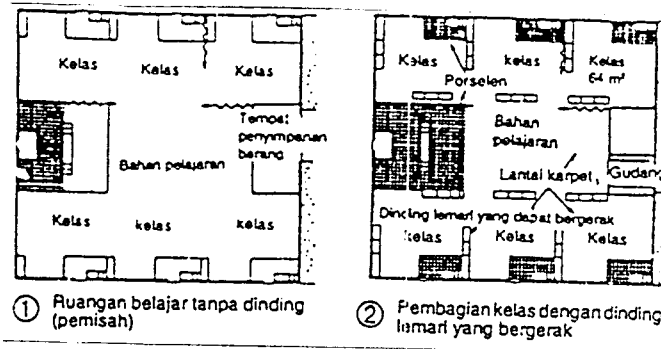 Kelas Kelas Kelas
Tempat
penyimpanan
barang
Bahan pelajaran
Kelas kelas kelas
① Ruangan belajar tanpa dinding
(pemisah)
Kelas kelas Kelas
64 m²
Porselen
Bahan
pelajaran
Lantai karpet
Gudang
Dinding lemari yang dapat bergerak
kelas Kelas Kelas
② Pembagian kelas dengan dinding
lemari yang bergerak